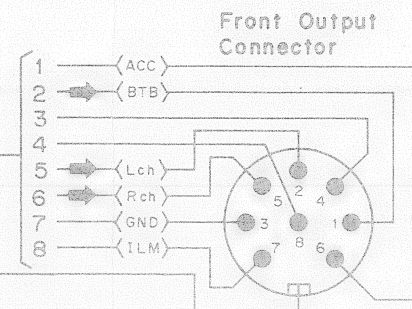 Front Output
Connector
1 ACC
2 BTB
3
4
5 Lch
6 Rch
7 GND
8 ILM
2
5 4
3 8 1
7 6